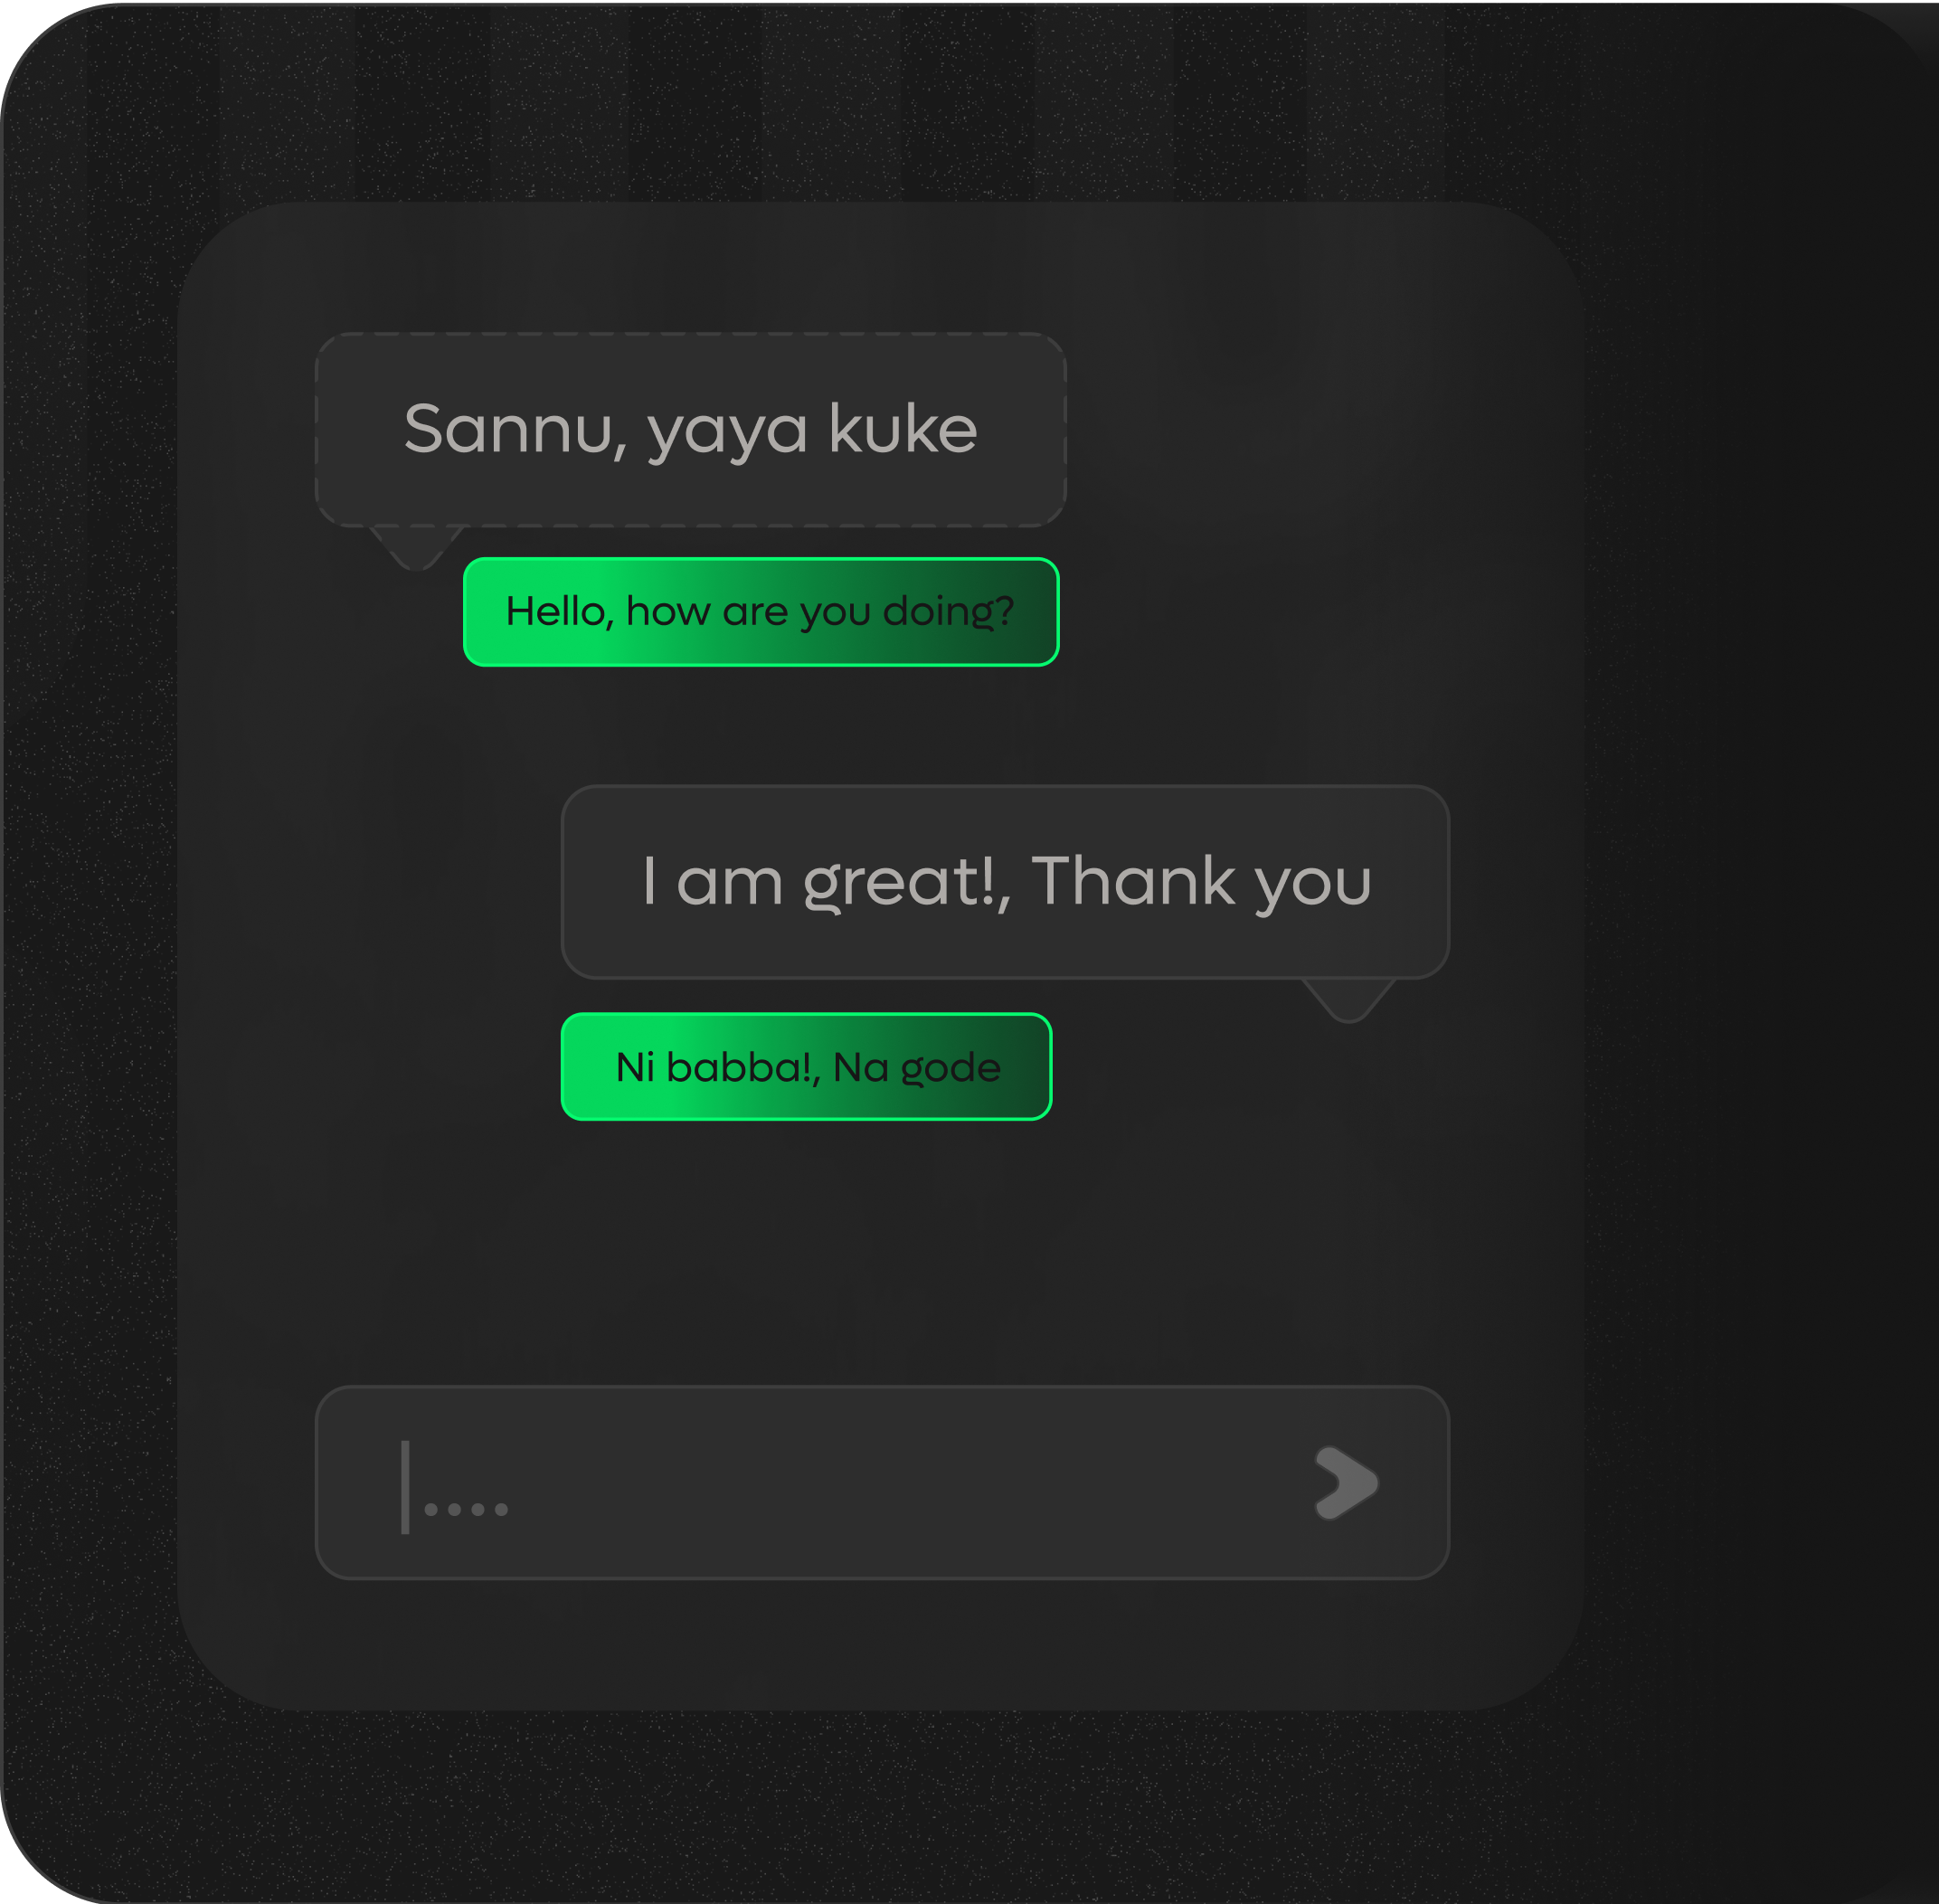 Sannu, yaya kuke
Hello, how are you doing?
I am great!, Thank you
Ni babba!, Na gode
|....